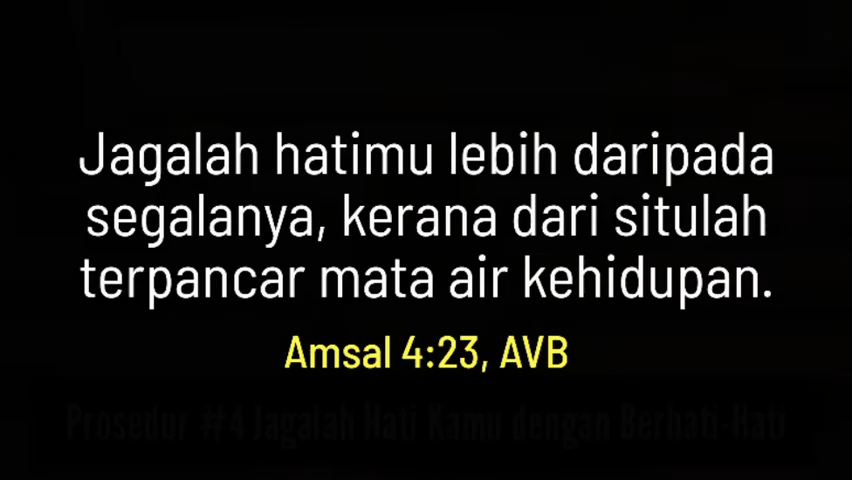 Jagalah hatimu lebih daripada
segalanya, kerana dari situlah
terpancar mata air kehidupan.
Amsal 4:23, AVB
Prosedur #4 Jagalah Hati Kamu dengan Berhati-Hati